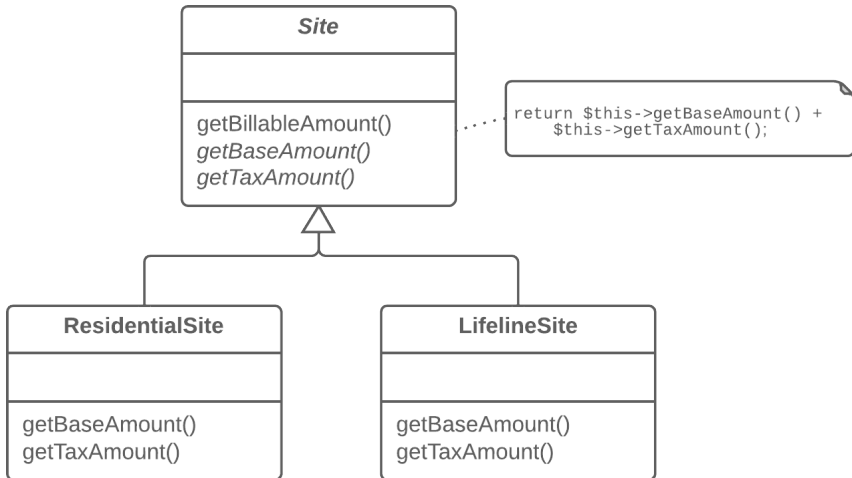 Site
getBillableAmount()
getBaseAmount()
getTaxAmount()
return $this->getBaseAmount() +
$this->getTaxAmount();
ResidentialSite
getBaseAmount()
getTaxAmount()
LifelineSite
getBaseAmount()
getTaxAmount()